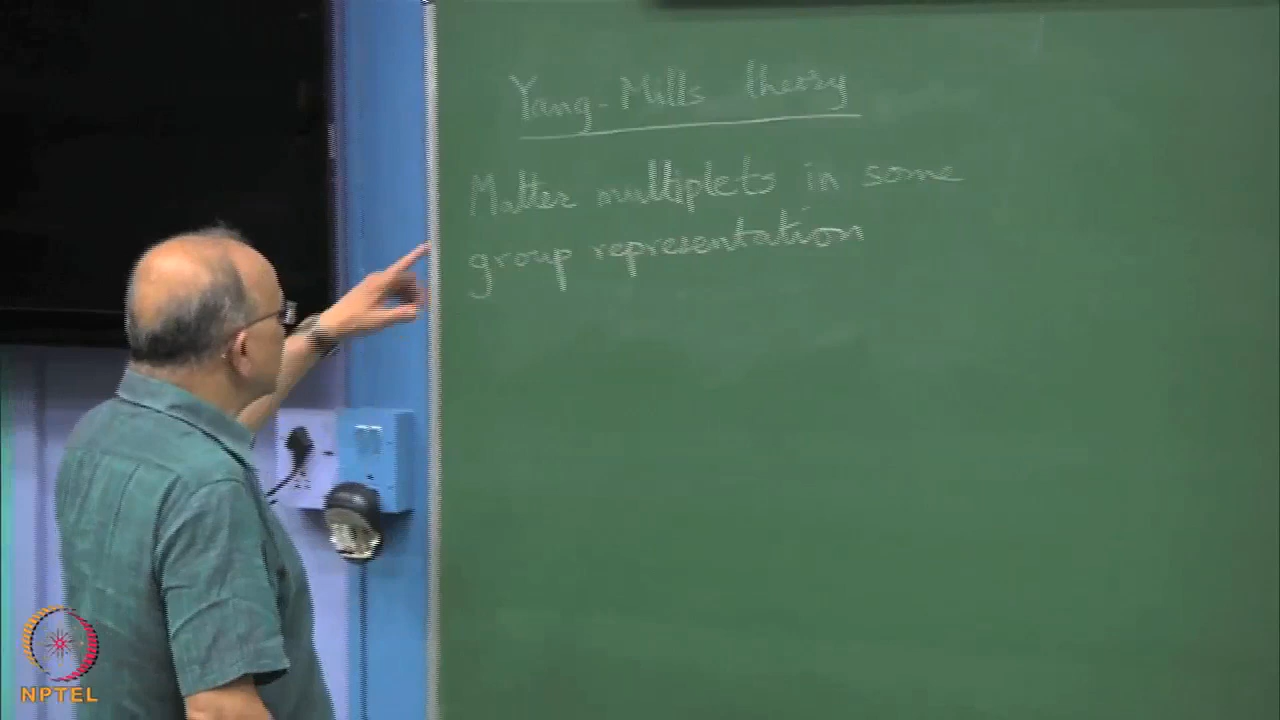 Yang-Mills theory
Matter multiplets in some
group representation
NPTEL